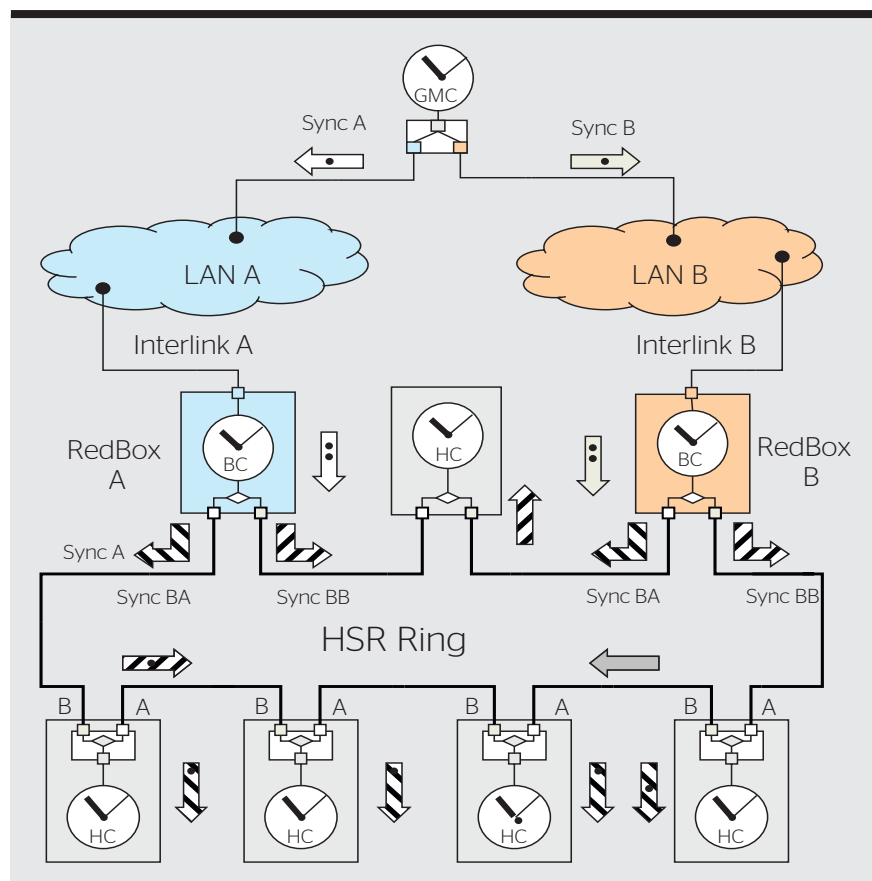 GMC
Sync A
Sync B
LAN A
LAN B
Interlink A
Interlink B
RedBox
A
BC
HC
BC
RedBox
B
Sync A
Sync BA
Sync BB
Sync BA
Sync BB
HSR Ring
B
A
B
A
B
A
B
A
HC
HC
HC
HC